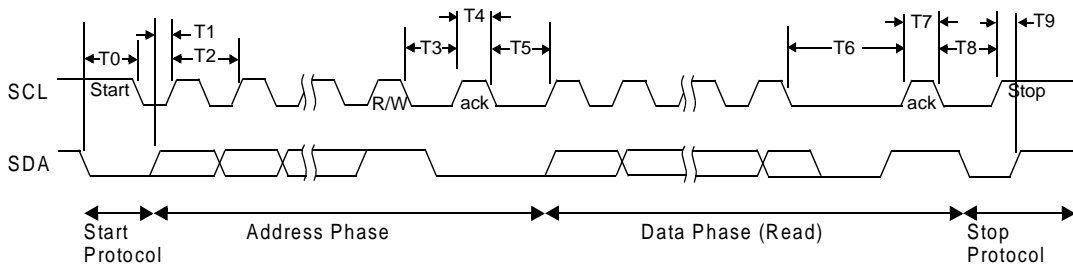 T0
T1
T2
T3
T4
T5
T6
T7
T8
T9
SCL
Start
R/W
ack
ack
Stop
SDA
Start
Protocol
Address Phase
Data Phase (Read)
Stop
Protocol